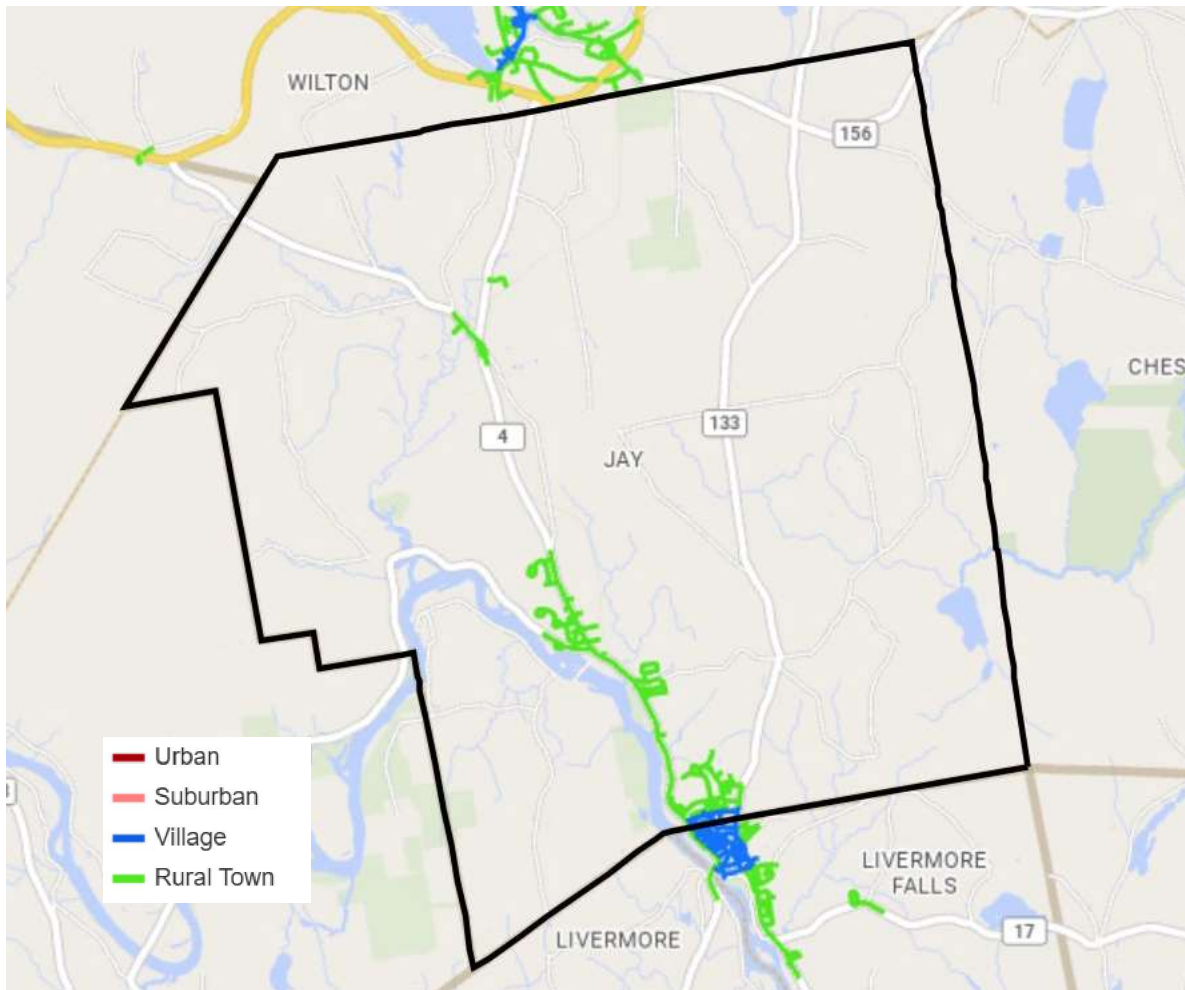 WILTON
156
CHES
133
4
JAY
Urban
Suburban
Village
Rural Town
LIVERMORE
FALLS
17
LIVERMORE